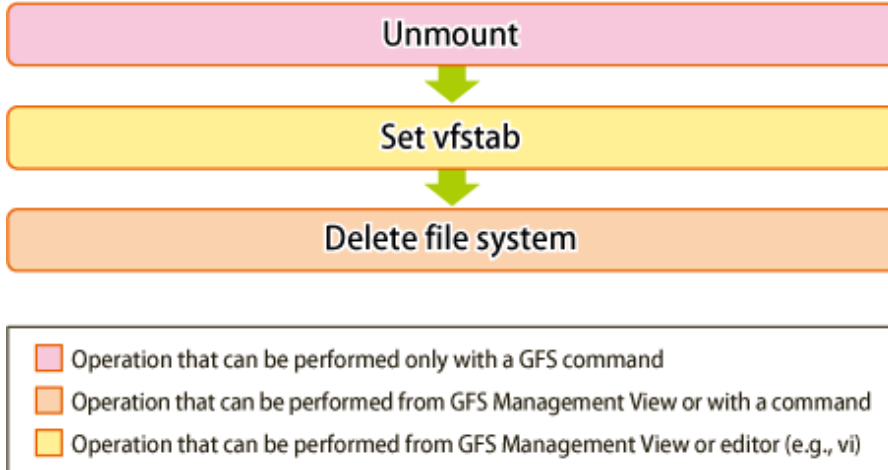 Unmount
Set vfstab
Delete file system
Operation that can be performed only with a GFS command
Operation that can be performed from GFS Management View or with a command
Operation that can be performed from GFS Management View or editor (e.g., vi)